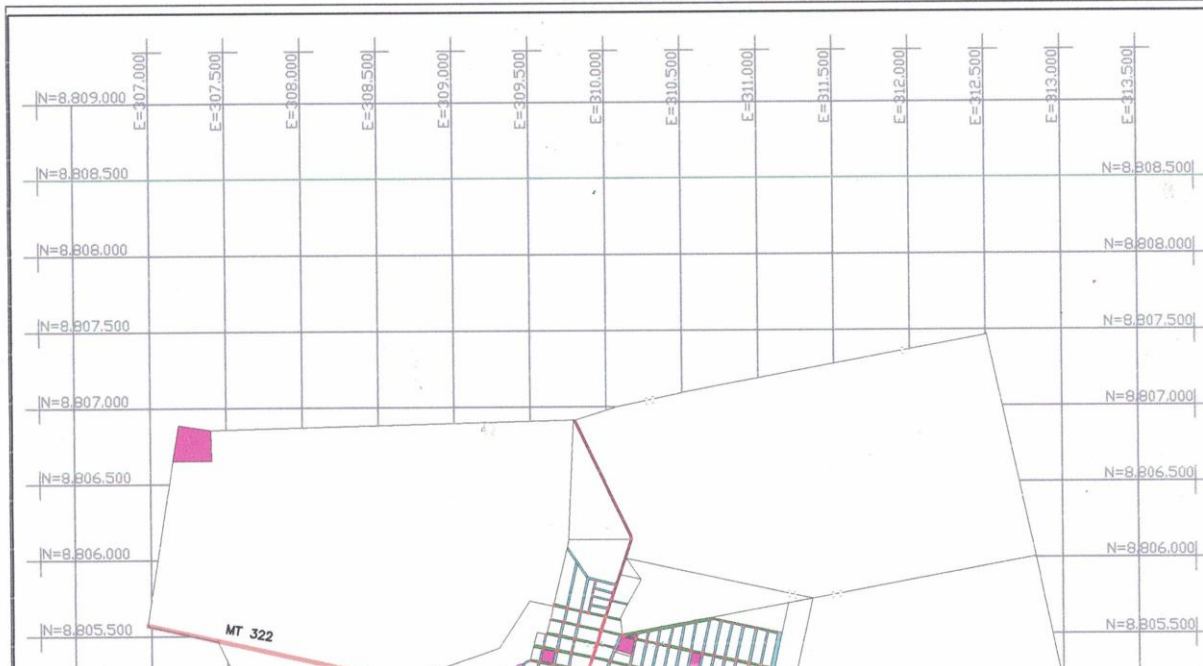 E=307.000
E=307.500
E=308.000
E=308.500
E=309.000
E=309.500
E=310.000
E=310.500
E=311.000
E=311.500
E=312.000
E=312.500
E=313.000
E=313.500
N=8.809.000
N=8.808.500
N=8.808.500
N=8.808.000
N=8.808.000
N=8.807.500
N=8.807.500
N=8.807.000
N=8.807.000
N=8.806.500
N=8.806.500
N=8.806.000
N=8.806.000
N=8.805.500
N=8.805.500
MT 322